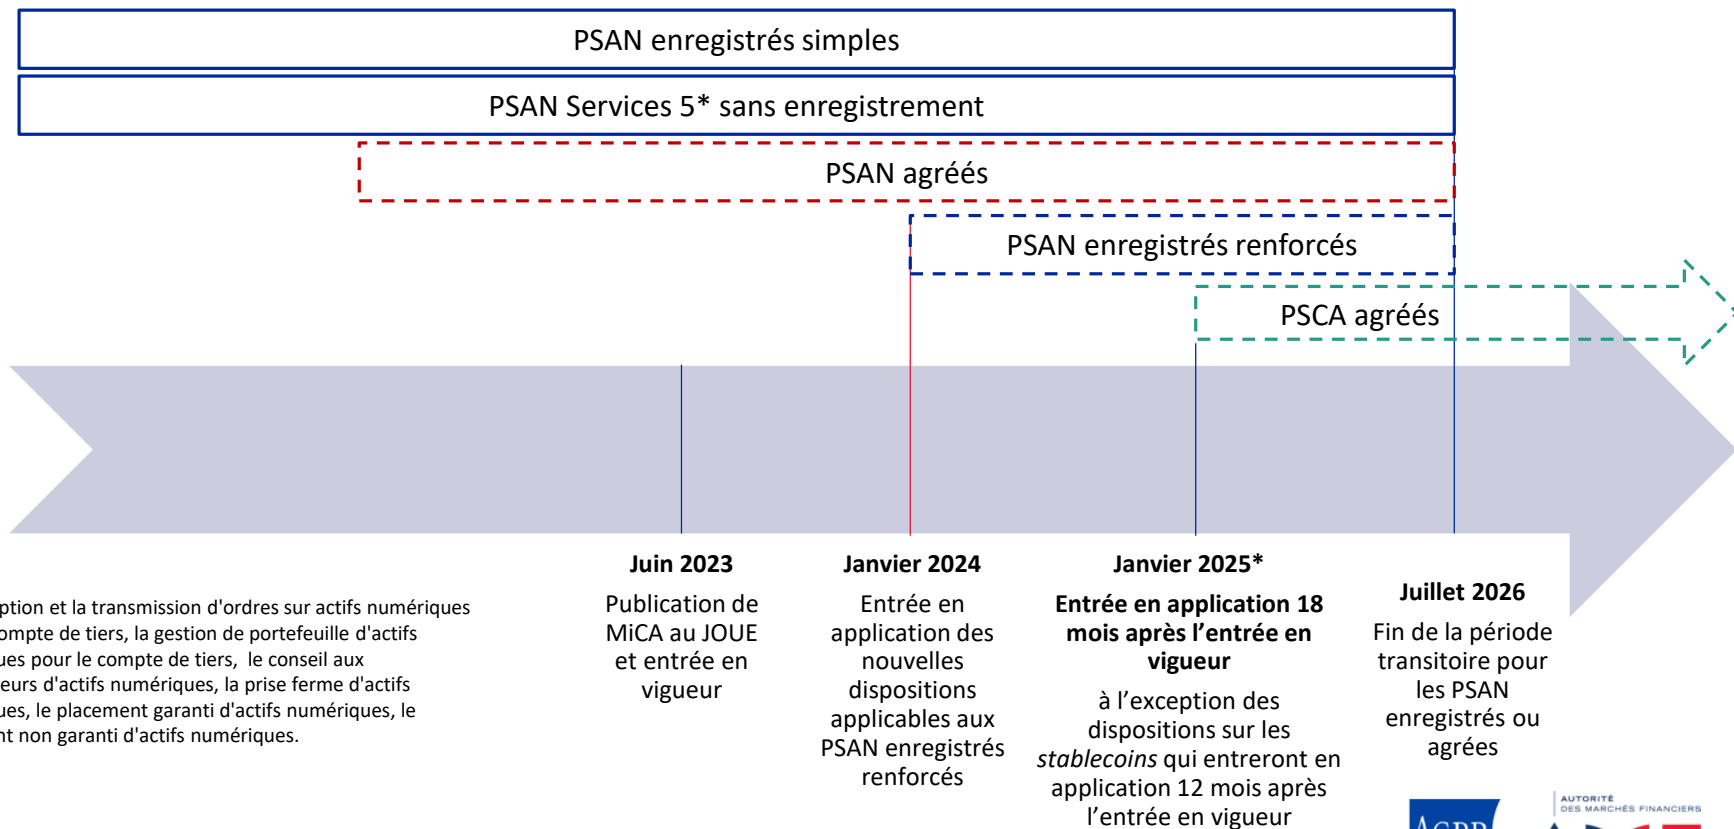 PSAN enregistrés simples
PSAN Services 5* sans enregistrement
PSAN agréés
PSAN enregistrés renforcés
PSCA agréés
Juin 2023
Publication de
MiCA au JOUE
et entrée en
vigueur
Janvier 2024
Entrée en
application des
nouvelles
dispositions
applicables aux
PSAN enregistrés
renforcés
Janvier 2025*
Entrée en application 18
mois après l’entrée en
vigueur
à l’exception des
dispositions sur les
stablecoins qui entreront en
application 12 mois après
l’entrée en vigueur
Juillet 2026
Fin de la période
transitoire pour
les PSAN
enregistrés ou
agrées
et la transmission d'ordres sur actifs numériques
de tiers, la gestion de portefeuille d'actifs
pour le compte de tiers, le conseil aux
d'actifs numériques, la prise ferme d'actifs
le placement garanti d'actifs numériques, le
non garanti d'actifs numériques.
AUTORITÉ
DES MARCHÉS FINANCIERS